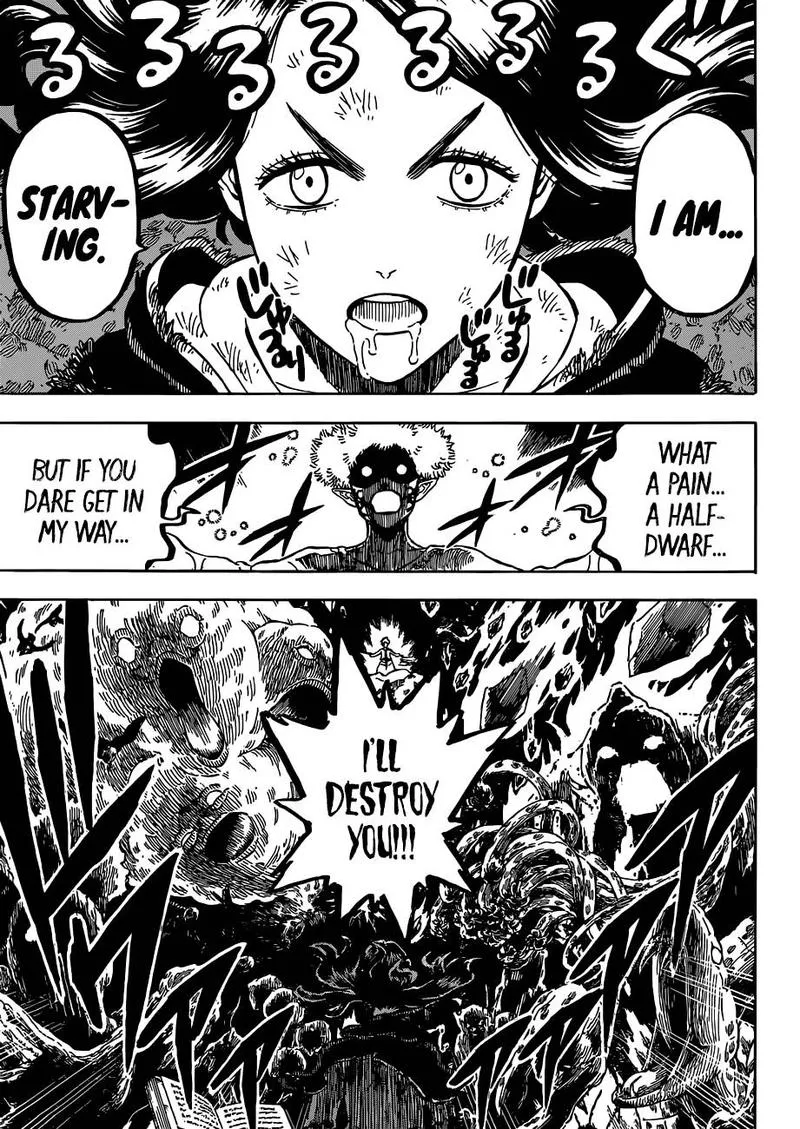 ぐるるるるるるる
I AM...
STARV-
ING.
じゅる
じゅる
じゅるり
WHAT
A PAIN...
A HALF-
DWARF...
BUT IF YOU
DARE GET IN
MY WAY...
I'LL
DESTROY
YOU!!!